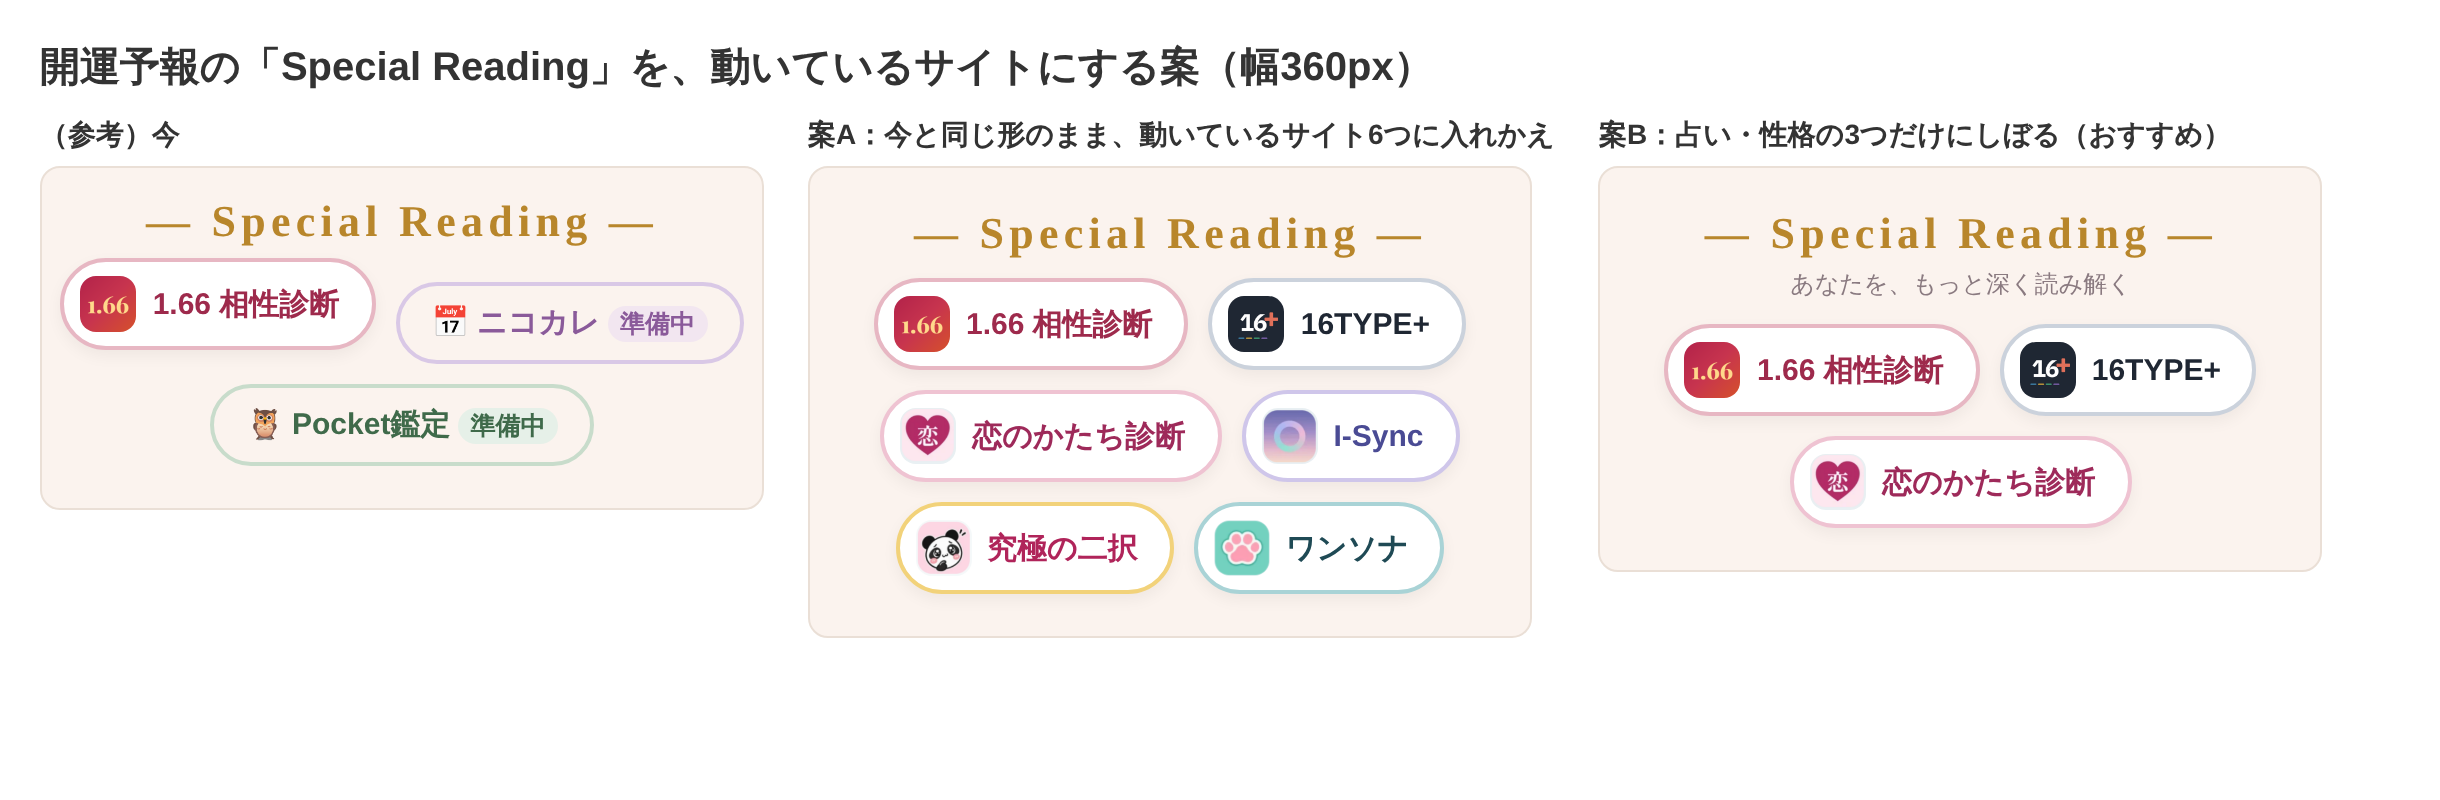 開運予報の「Special Reading」を、動いているサイトにする案（幅360px）
（参考）今
— Special Reading —
1.66 1.66 相性診断
July ニコカレ 準備中
Pocket鑑定 準備中
案A：今と同じ形のまま、動いているサイト6つに入れかえ
— Special Reading —
1.66 1.66 相性診断
16+ 16TYPE+
恋 恋のかたち診断
I-Sync
究極の二択
ワンソナ
案B：占い・性格の3つだけにしぼる（おすすめ）
— Special Reading —
あなたを、もっと深く読み解く
1.66 1.66 相性診断
16+ 16TYPE+
恋 恋のかたち診断